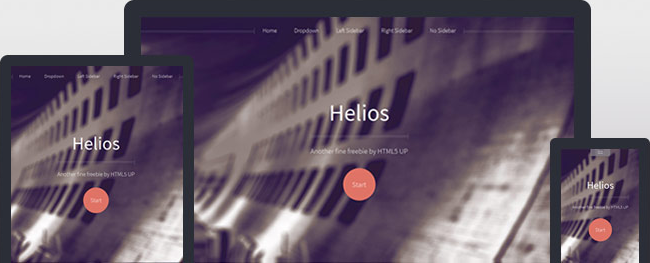 Home Dropdown Left Sidebar Right Sidebar No Sidebar
Helios
Another fine freebie by HTML5 UP
Start
Home Dropdown Left Sidebar Right Sidebar No Sidebar
Helios
Another fine freebie by HTML5 UP
Start
Helios
Another fine freebie by HTML5 UP
Start